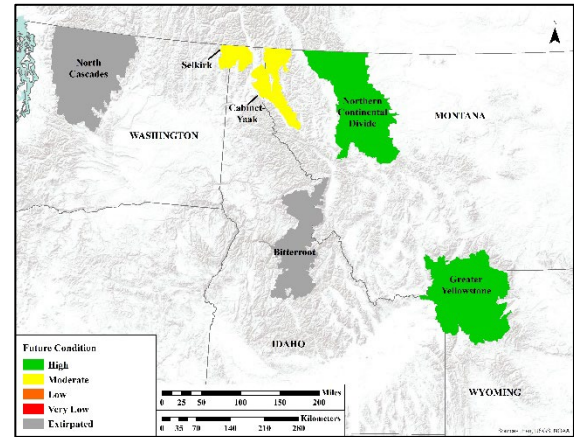 North
Cascades
Selkirk
Cabinet-
Yaak
Northern
Continental
Divide
MONTANA
WASHINGTON
Bitterroot
Greater
Yellowstone
IDAHO
WYOMING
Future Condition
High
Moderate
Low
Very Low
Extirpated
Miles
0 25 50 100 150 200
Kilometers
0 35 70 140 210 280